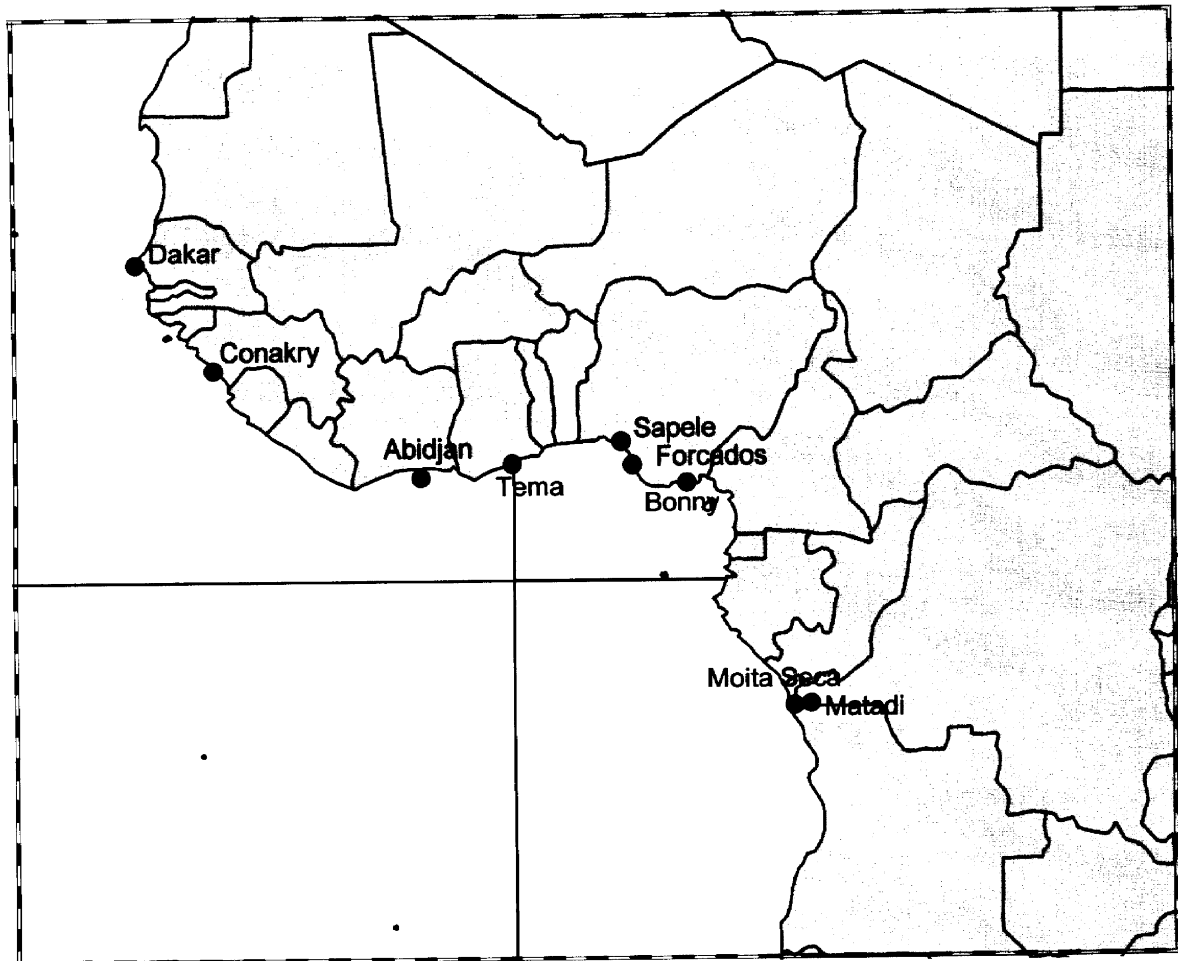 Dakar
Conakry
Abidjan
Tema
Sapele
Forcados
Bonny
Moita Seca
Matadi